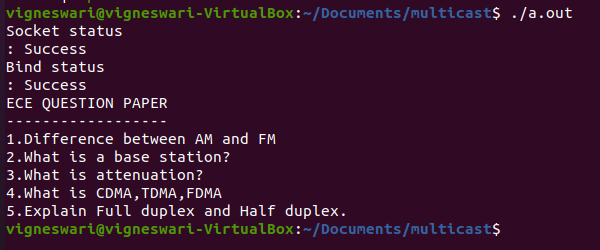 vigneswari@vigneswari-VirtualBox:~/Documents/multicast$ ./a.out
Socket status
: Success
Bind status
: Success
ECE QUESTION PAPER
------------------
1.Difference between AM and FM
2.What is a base station?
3.What is attenuation?
4.What is CDMA,TDMA,FDMA
5.Explain Full duplex and Half duplex.
vigneswari@vigneswari-VirtualBox:~/Documents/multicast$